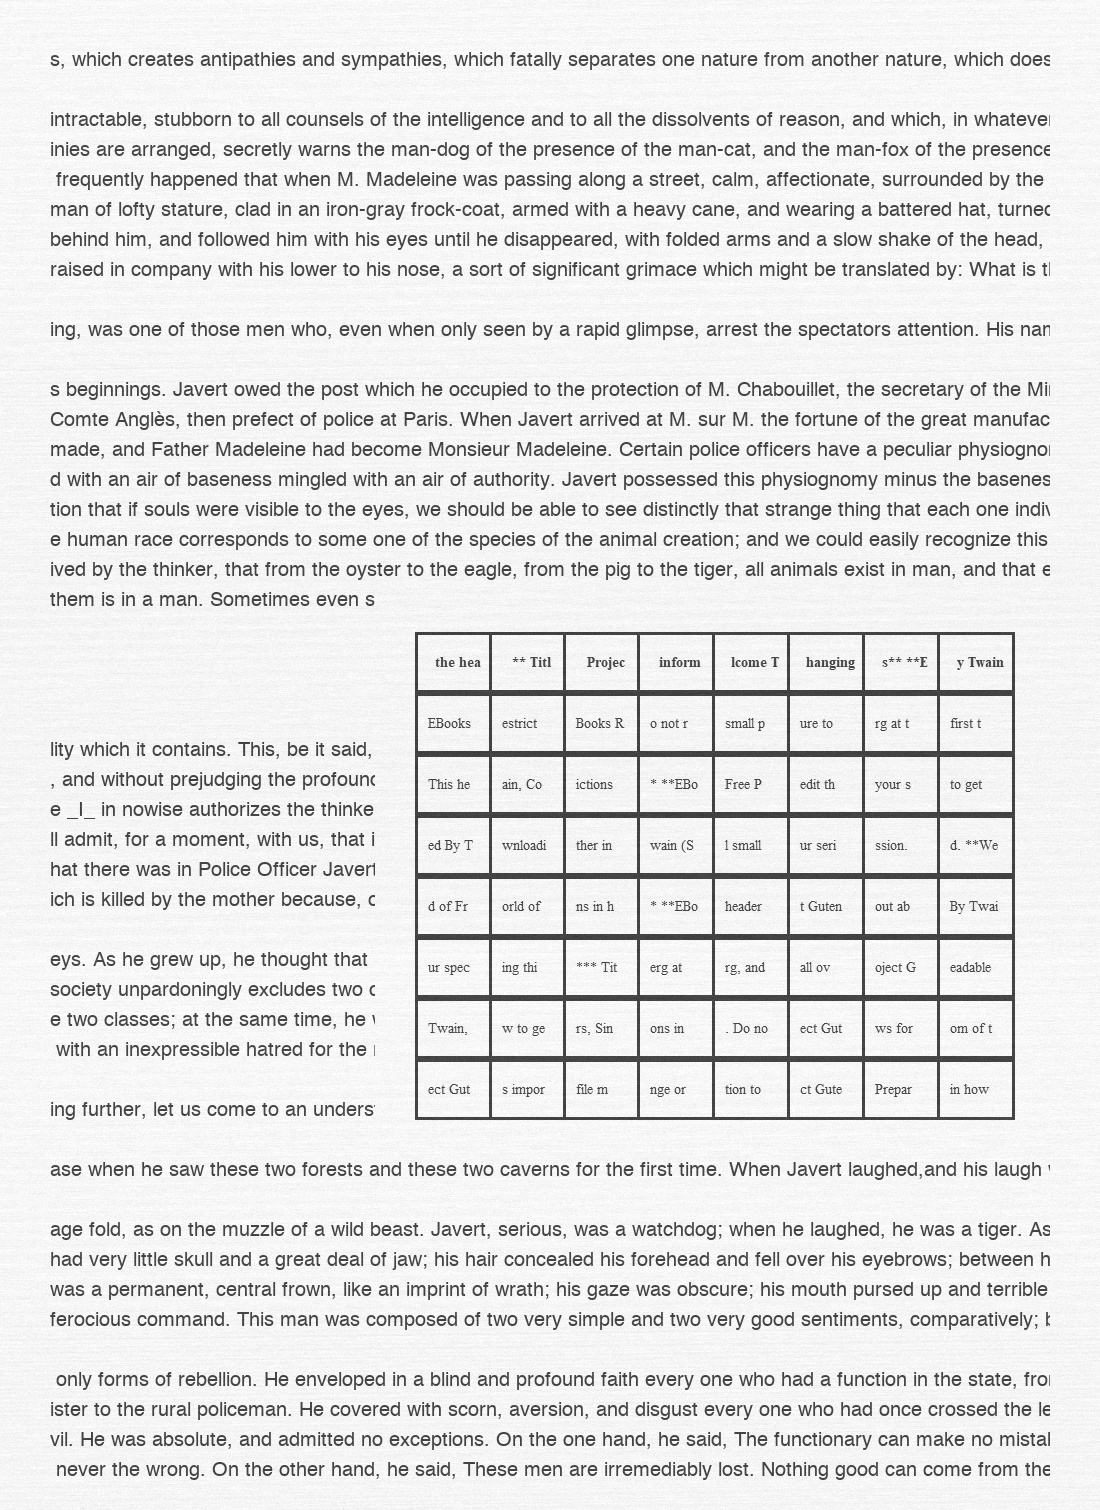 s, which creates antipathies and sympathies, which fatally separates one nature from another nature, which does
intractable, stubborn to all counsels of the intelligence and to all the dissolvents of reason, and which, in whatever
inies are arranged, secretly warns the man-dog of the presence of the man-cat, and the man-fox of the presence
frequently happened that when M. Madeleine was passing along a street, calm, affectionate, surrounded by the
man of lofty stature, clad in an iron-gray frock-coat, armed with a heavy cane, and wearing a battered hat, turned
behind him, and followed him with his eyes until he disappeared, with folded arms and a slow shake of the head,
raised in company with his lower to his nose, a sort of significant grimace which might be translated by: What is t
ing, was one of those men who, even when only seen by a rapid glimpse, arrest the spectators attention. His nam
s beginnings. Javert owed the post which he occupied to the protection of M. Chabouillet, the secretary of the Mi
Comte Anglès, then prefect of police at Paris. When Javert arrived at M. sur M. the fortune of the great manufac
made, and Father Madeleine had become Monsieur Madeleine. Certain police officers have a peculiar physiogno
d with an air of baseness mingled with an air of authority. Javert possessed this physiognomy minus the basenes
tion that if souls were visible to the eyes, we should be able to see distinctly that strange thing that each one indiv
e human race corresponds to some one of the species of the animal creation; and we could easily recognize this
ived by the thinker, that from the oyster to the eagle, from the pig to the tiger, all animals exist in man, and that e
them is in a man. Sometimes even s
lity which it contains. This, be it said,
, and without prejudging the profound
e _I_ in nowise authorizes the thinke
ll admit, for a moment, with us, that i
hat there was in Police Officer Javert
ich is killed by the mother because, o
eys. As he grew up, he thought that
society unpardoningly excludes two c
e two classes; at the same time, he
with an inexpressible hatred for the
ing further, let us come to an unders
the hea ** Titl Projec inform lcome T hanging s** **E y Twain
EBooks estrict Books R o not r small p ure to rg at t first t
This he ain, Co ictions * **EBo Free P edit th your s to get
ed By T wnloadi ther in wain (S l small ur seri ssion. d. **We
d of Fr orld of ns in h * **EBo header t Guten out ab By Twai
ur spec ing thi *** Tit erg at rg, and all ov oject G eadable
Twain, w to ge rs, Sin ons in . Do no ect Gut ws for om of t
ect Gut s impor file m nge or tion to ct Gute Prepar in how
ase when he saw these two forests and these two caverns for the first time. When Javert laughed,and his laugh
age fold, as on the muzzle of a wild beast. Javert, serious, was a watchdog; when he laughed, he was a tiger. As
had very little skull and a great deal of jaw; his hair concealed his forehead and fell over his eyebrows; between h
was a permanent, central frown, like an imprint of wrath; his gaze was obscure; his mouth pursed up and terrible
ferocious command. This man was composed of two very simple and two very good sentiments, comparatively; b
only forms of rebellion. He enveloped in a blind and profound faith every one who had a function in the state, from
ister to the rural policeman. He covered with scorn, aversion, and disgust every one who had once crossed the le
vil. He was absolute, and admitted no exceptions. On the one hand, he said, The functionary can make no mistak
never the wrong. On the other hand, he said, These men are irremediably lost. Nothing good can come from the